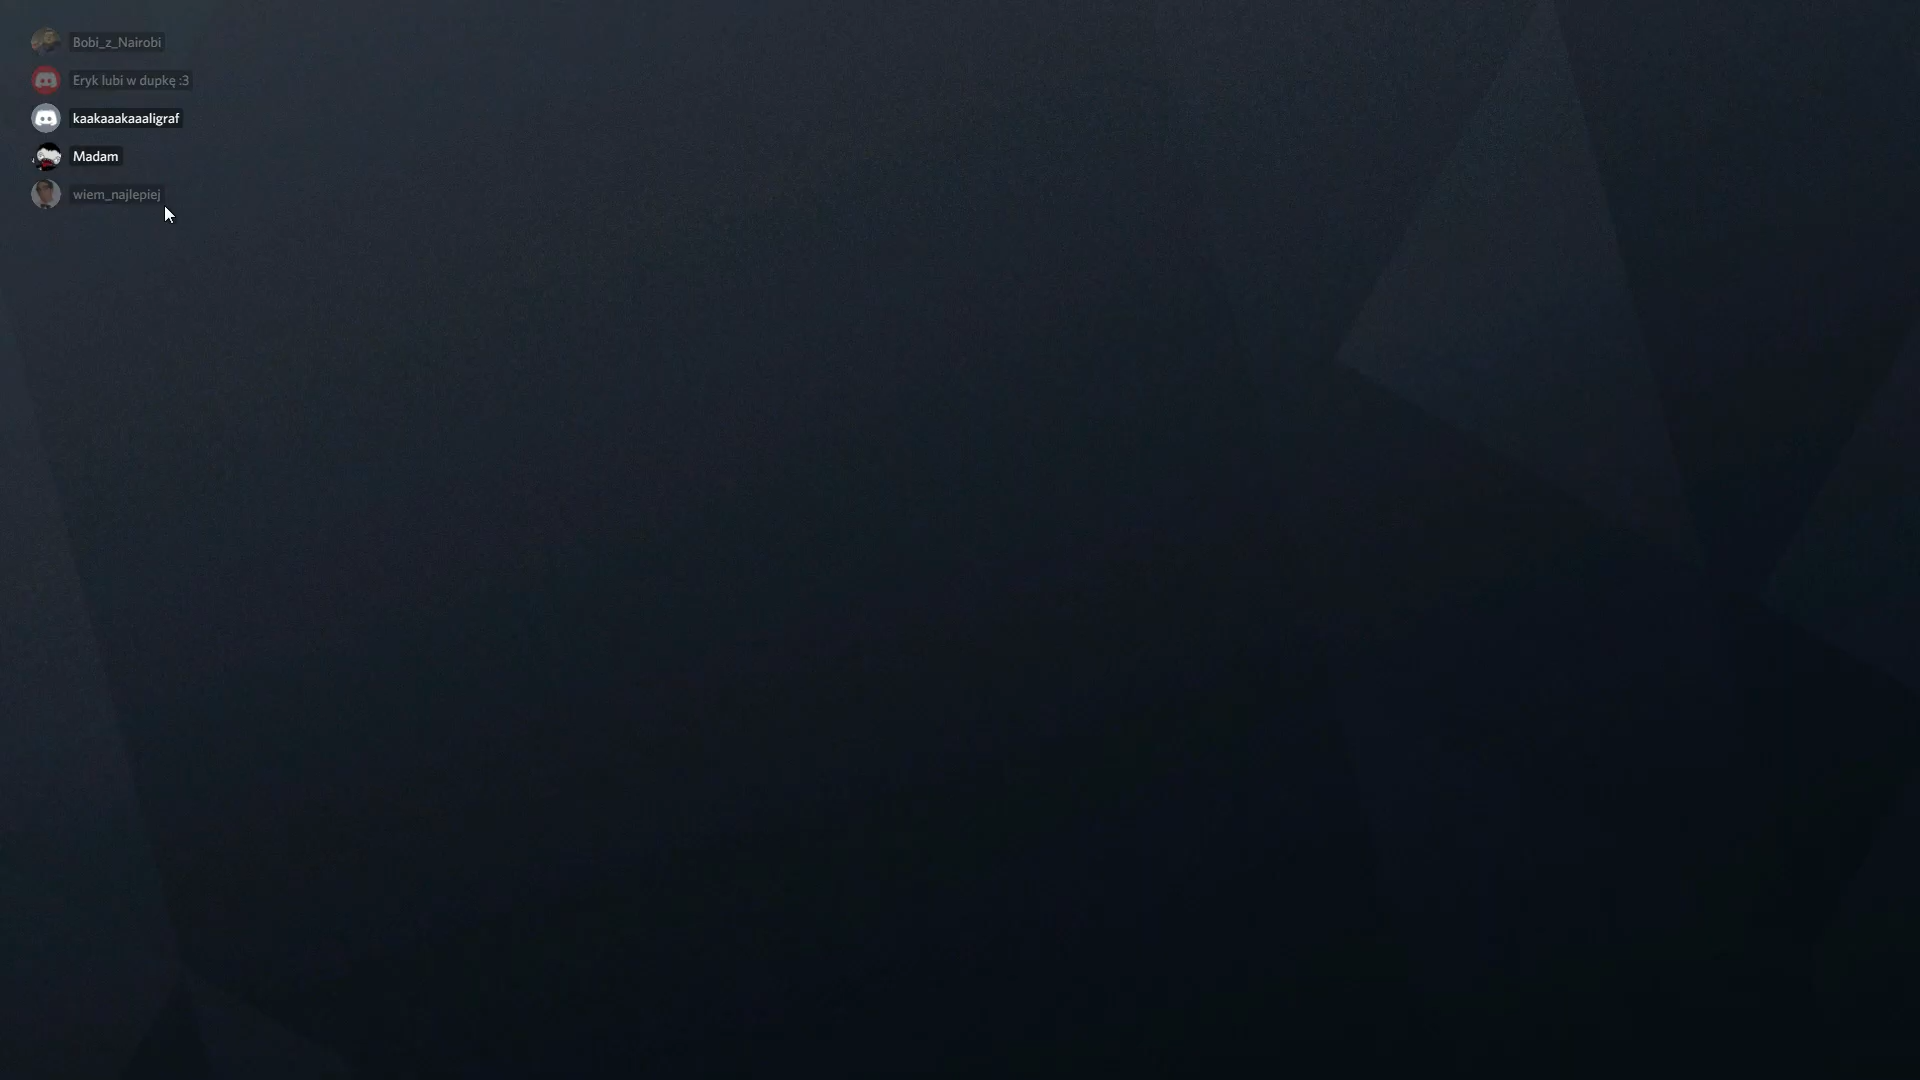 Bobi_z_Nairobi
Eryk lubi w dupkę :3
kaakaaakaaaligraf
Madam
wiem_najlepiej